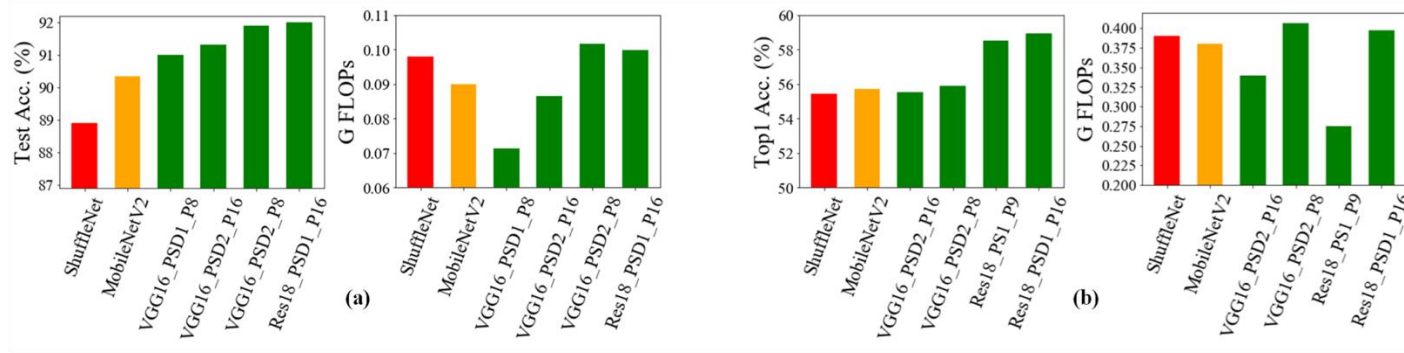 Test Acc. (%)
92
91
90
89
88
87
ShuffleNet
MobileNetV2
VGG16_PSD1_P8
VGG16_PSD2_P16
VGG16_PSD2_P8
Res18_PSD1_P16
G FLOPs
0.11
0.10
0.09
0.08
0.07
0.06
ShuffleNet
MobileNetV2
VGG16_PSD1_P8
VGG16_PSD2_P16
VGG16_PSD2_P8
Res18_PSD1_P16
(a)
Top1 Acc. (%)
60
58
56
54
52
50
ShuffleNet
MobileNetV2
VGG16_PSD2_P16
VGG16_PSD2_P8
Res18_PS1_P9
Res18_PSD1_P16
G FLOPs
0.400
0.375
0.350
0.325
0.300
0.275
0.250
0.225
0.200
ShuffleNet
MobileNetV2
VGG16_PSD2_P16
VGG16_PSD2_P8
Res18_PS1_P9
Res18_PSD1_P16
(b)